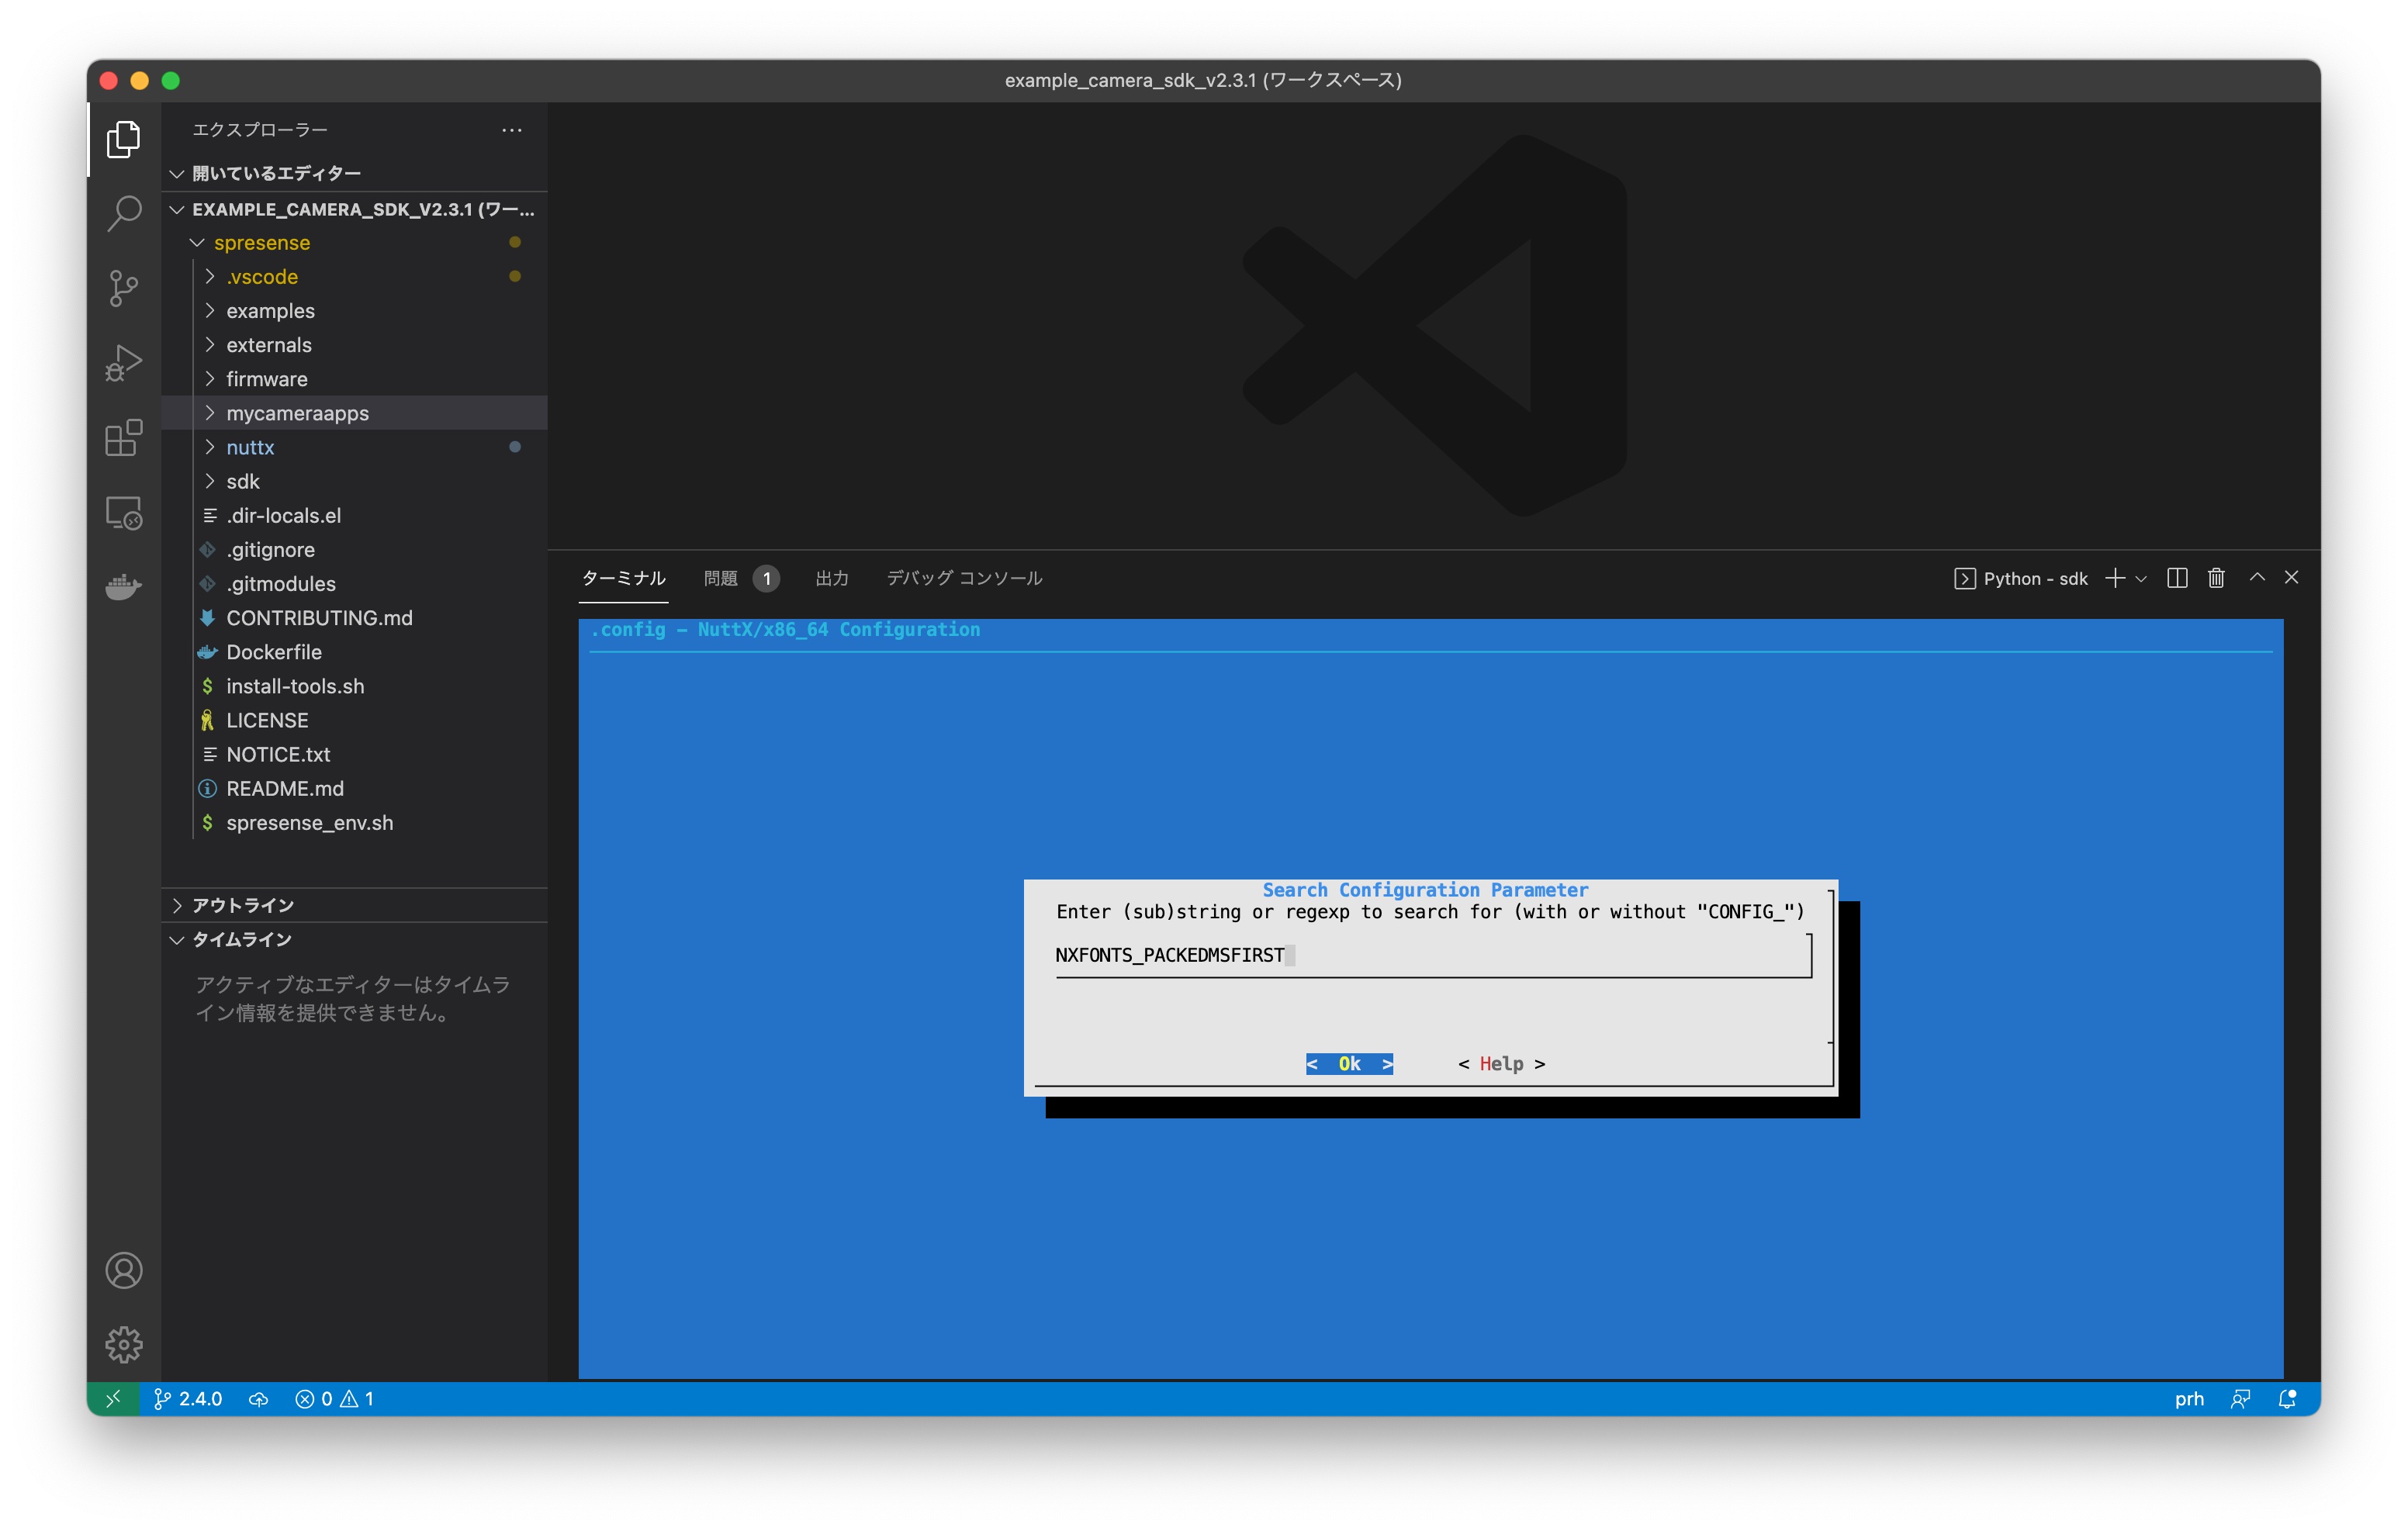 example_camera_sdk_v2.3.1 (ワークスペース)
エクスプローラー
開いているエディター
EXAMPLE_CAMERA_SDK_V2.3.1 (ワー...
spresense
.vscode
examples
externals
firmware
mycameraapps
nuttx
sdk
.dir-locals.el
.gitignore
.gitmodules
CONTRIBUTING.md
Dockerfile
install-tools.sh
LICENSE
NOTICE.txt
README.md
spresense_env.sh
アウトライン
タイムライン
アクティブなエディターはタイムラ
イン情報を提供できません。
ターミナル 問題 1 出力 デバッグ コンソール Python - sdk
.config - NuttX/x86_64 Configuration
Search Configuration Parameter
Enter (sub)string or regexp to search for (with or without "CONFIG_")
NXFONTS_PACKEDMSFIRST
< Ok > < Help >
2.4.0 0 1 prh